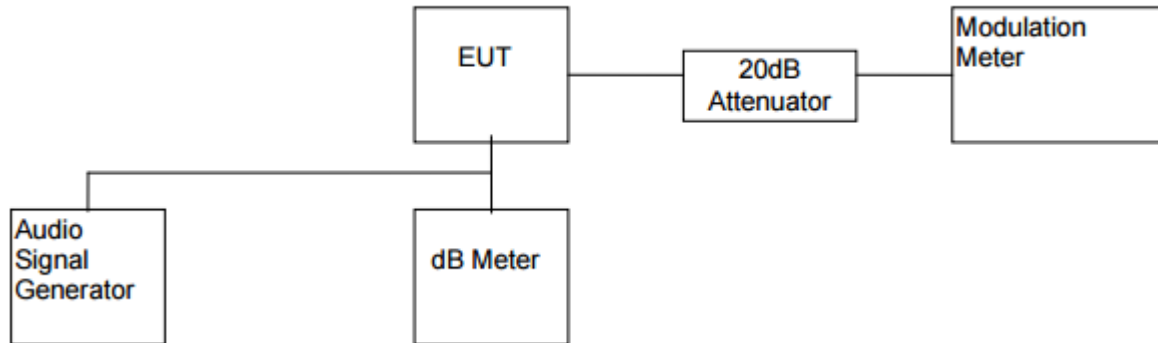 EUT
20dB
Attenuator
Modulation
Meter
Audio
Signal
Generator
dB Meter